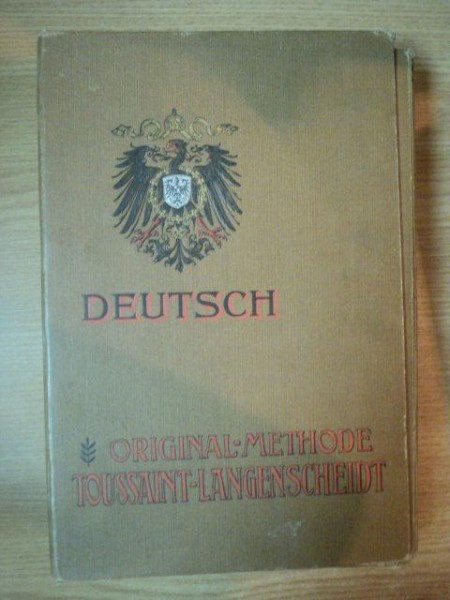 DEUTSCH
ORIGINAL-METHODE
TOUSSAINT-LANGENSCHEIDT